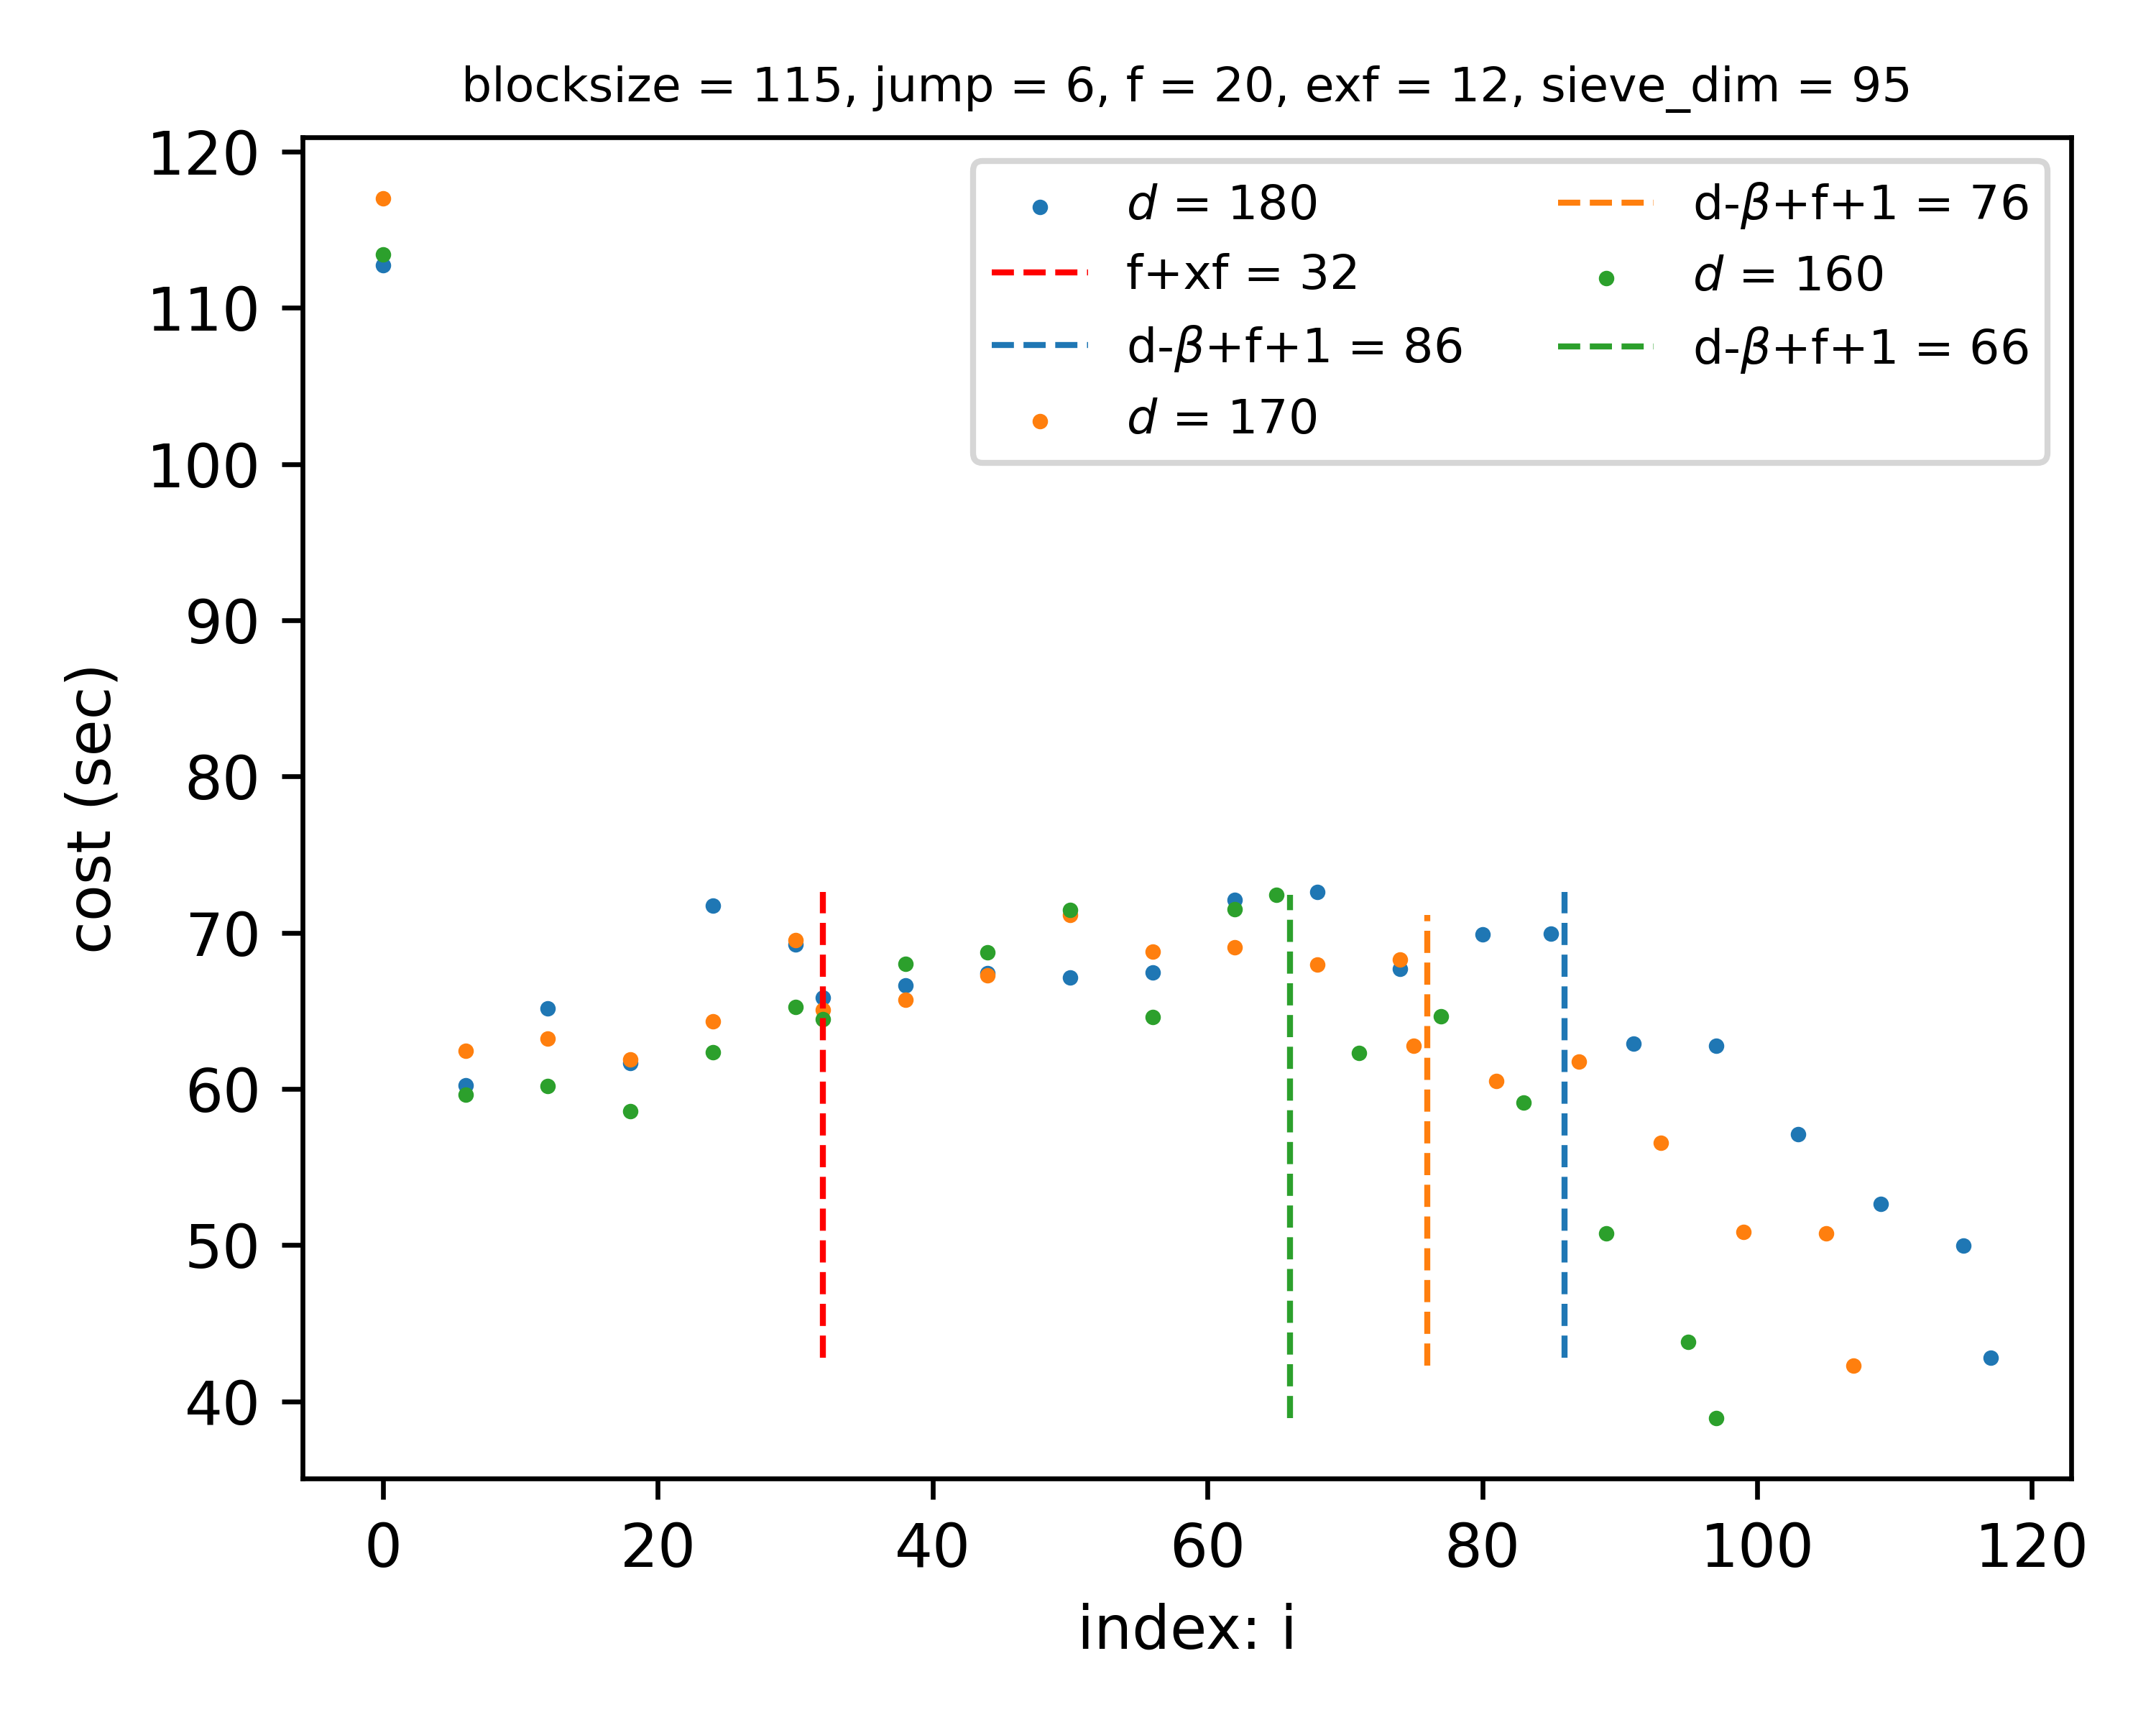 blocksize = 115, jump = 6, f = 20, exf = 12, sieve_dim = 95
120
110
100
90
80
70
60
50
40
cost (sec)
d = 180
f+xf = 32
d-β+f+1 = 86
d = 170
d-β+f+1 = 76
d = 160
d-β+f+1 = 66
0 20 40 60 80 100 120
index: i